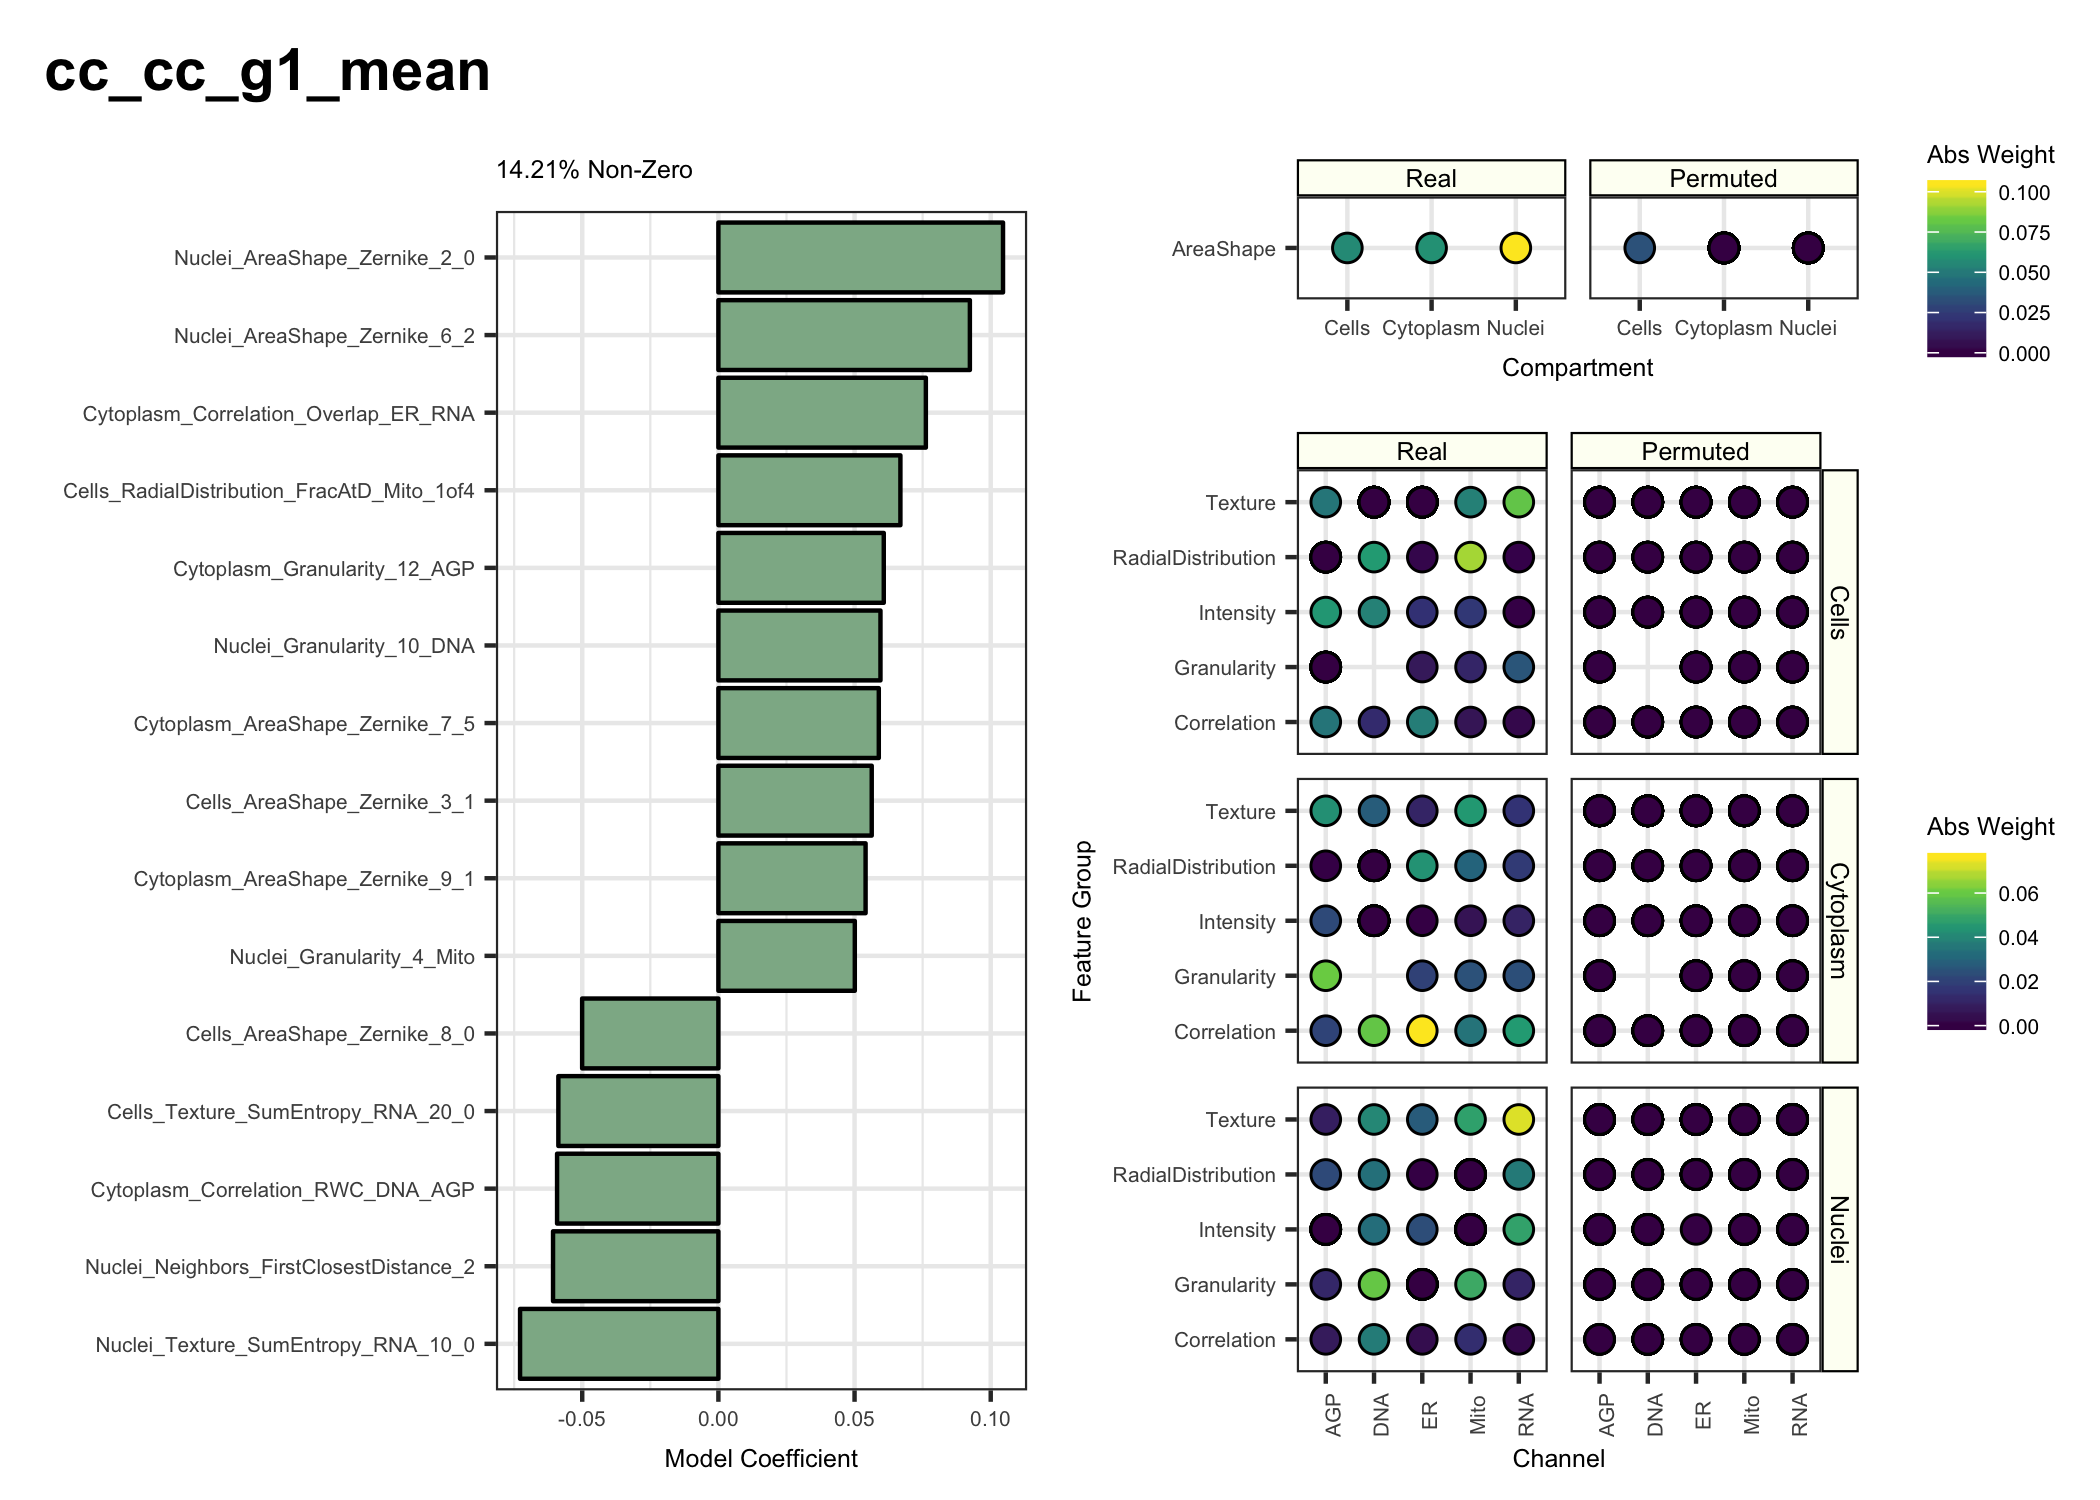 cc_cc_g1_mean
14.21% Non-Zero
Nuclei_AreaShape_Zernike_2_0
Nuclei_AreaShape_Zernike_6_2
Cytoplasm_Correlation_Overlap_ER_RNA
Cells_RadialDistribution_FracAtD_Mito_1of4
Cytoplasm_Granularity_12_AGP
Nuclei_Granularity_10_DNA
Cytoplasm_AreaShape_Zernike_7_5
Cells_AreaShape_Zernike_3_1
Cytoplasm_AreaShape_Zernike_9_1
Nuclei_Granularity_4_Mito
Cells_AreaShape_Zernike_8_0
Cells_Texture_SumEntropy_RNA_20_0
Cytoplasm_Correlation_RWC_DNA_AGP
Nuclei_Neighbors_FirstClosestDistance_2
Nuclei_Texture_SumEntropy_RNA_10_0
-0.05 0.00 0.05 0.10
Model Coefficient
Real Permuted
AreaShape
Cells Cytoplasm Nuclei Cells Cytoplasm Nuclei
Compartment
Abs Weight
0.100
0.075
0.050
0.025
0.000
Real Permuted
Feature Group
Texture
RadialDistribution
Intensity
Granularity
Correlation
Cells
Texture
RadialDistribution
Intensity
Granularity
Correlation
Cytoplasm
Texture
RadialDistribution
Intensity
Granularity
Correlation
Nuclei
AGP DNA ER Mito RNA AGP DNA ER Mito RNA
Channel
Abs Weight
0.06
0.04
0.02
0.00